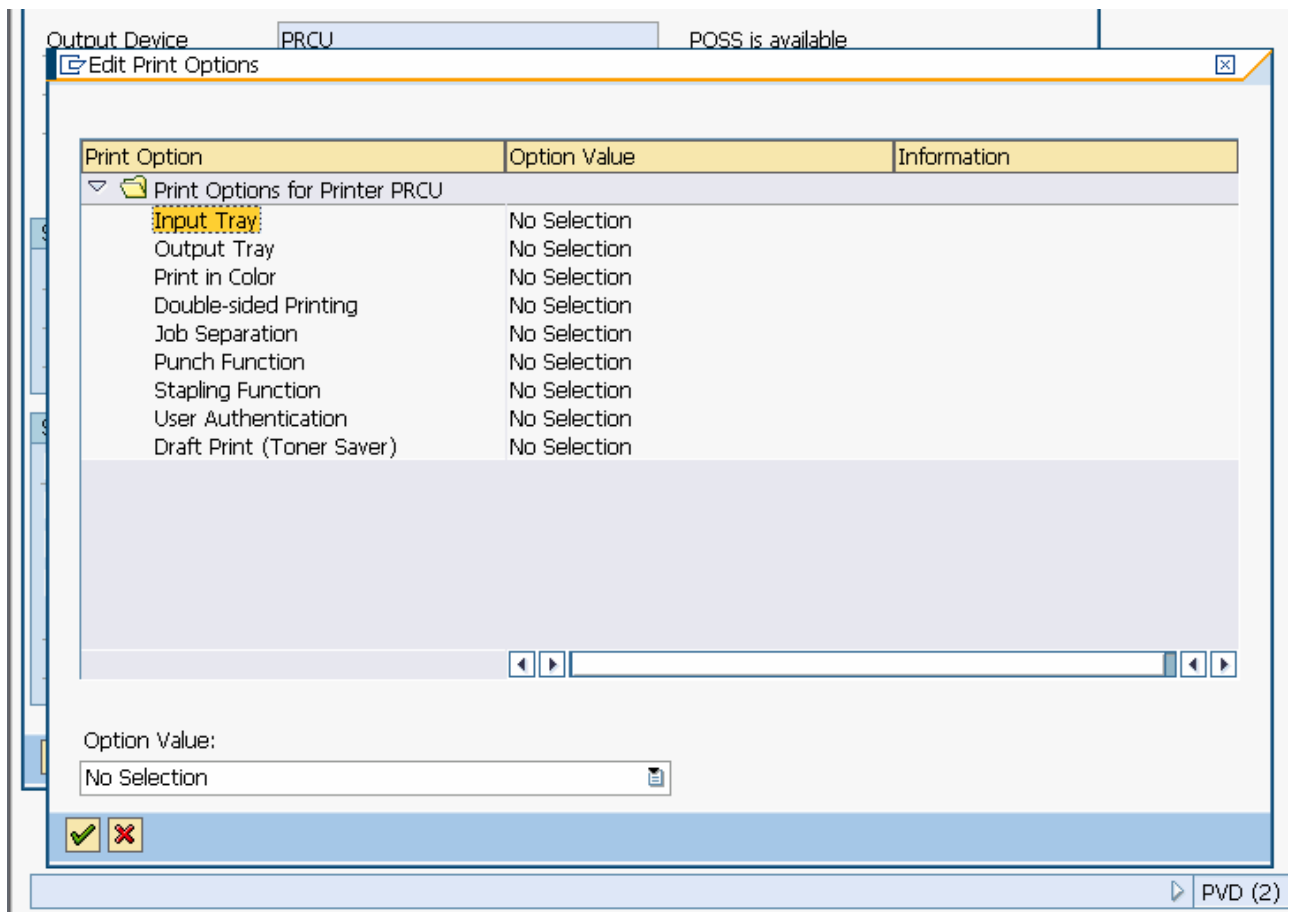 Output Device PRCU POSS is available
Edit Print Options
Print Option Option Value Information
Print Options for Printer PRCU
Input Tray No Selection
Output Tray No Selection
Print in Color No Selection
Double-sided Printing No Selection
Job Separation No Selection
Punch Function No Selection
Stapling Function No Selection
User Authentication No Selection
Draft Print (Toner Saver) No Selection
Option Value:
No Selection
PVD (2)